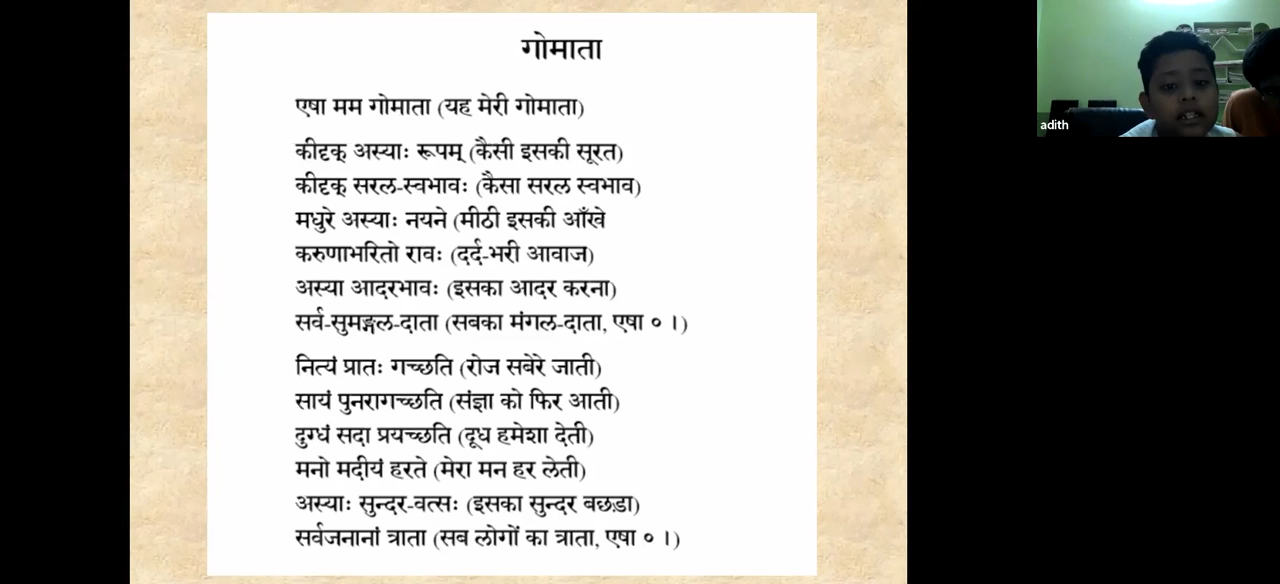 गोमाता
एषा मम गोमाता (यह मेरी गोमाता)
कीदृक् अस्याः रूपम् (कैसी इसकी सूरत)
कीदृक् सरल-स्वभावः (कैसा सरल स्वभाव)
मधुरे अस्याः नयने (मीठी इसकी आँखे
करुणाभरितो रावः (दर्द-भरी आवाज)
अस्या आदरभावः (इसका आदर करना)
सर्व-सुमङ्गल-दाता (सबका मंगल-दाता, एषा ० ।)
नित्यं प्रातः गच्छति (रोज सबेरे जाती)
सायं पुनरागच्छति (संज्ञा को फिर आती)
दुग्धं सदा प्रयच्छति (दूध हमेशा देती)
मनो मदीयं हरते (मेरा मन हर लेती)
अस्याः सुन्दर-वत्सः (इसका सुन्दर बछडा)
सर्वजनानां त्राता (सब लोगों का त्राता, एषा ० ।)
adith